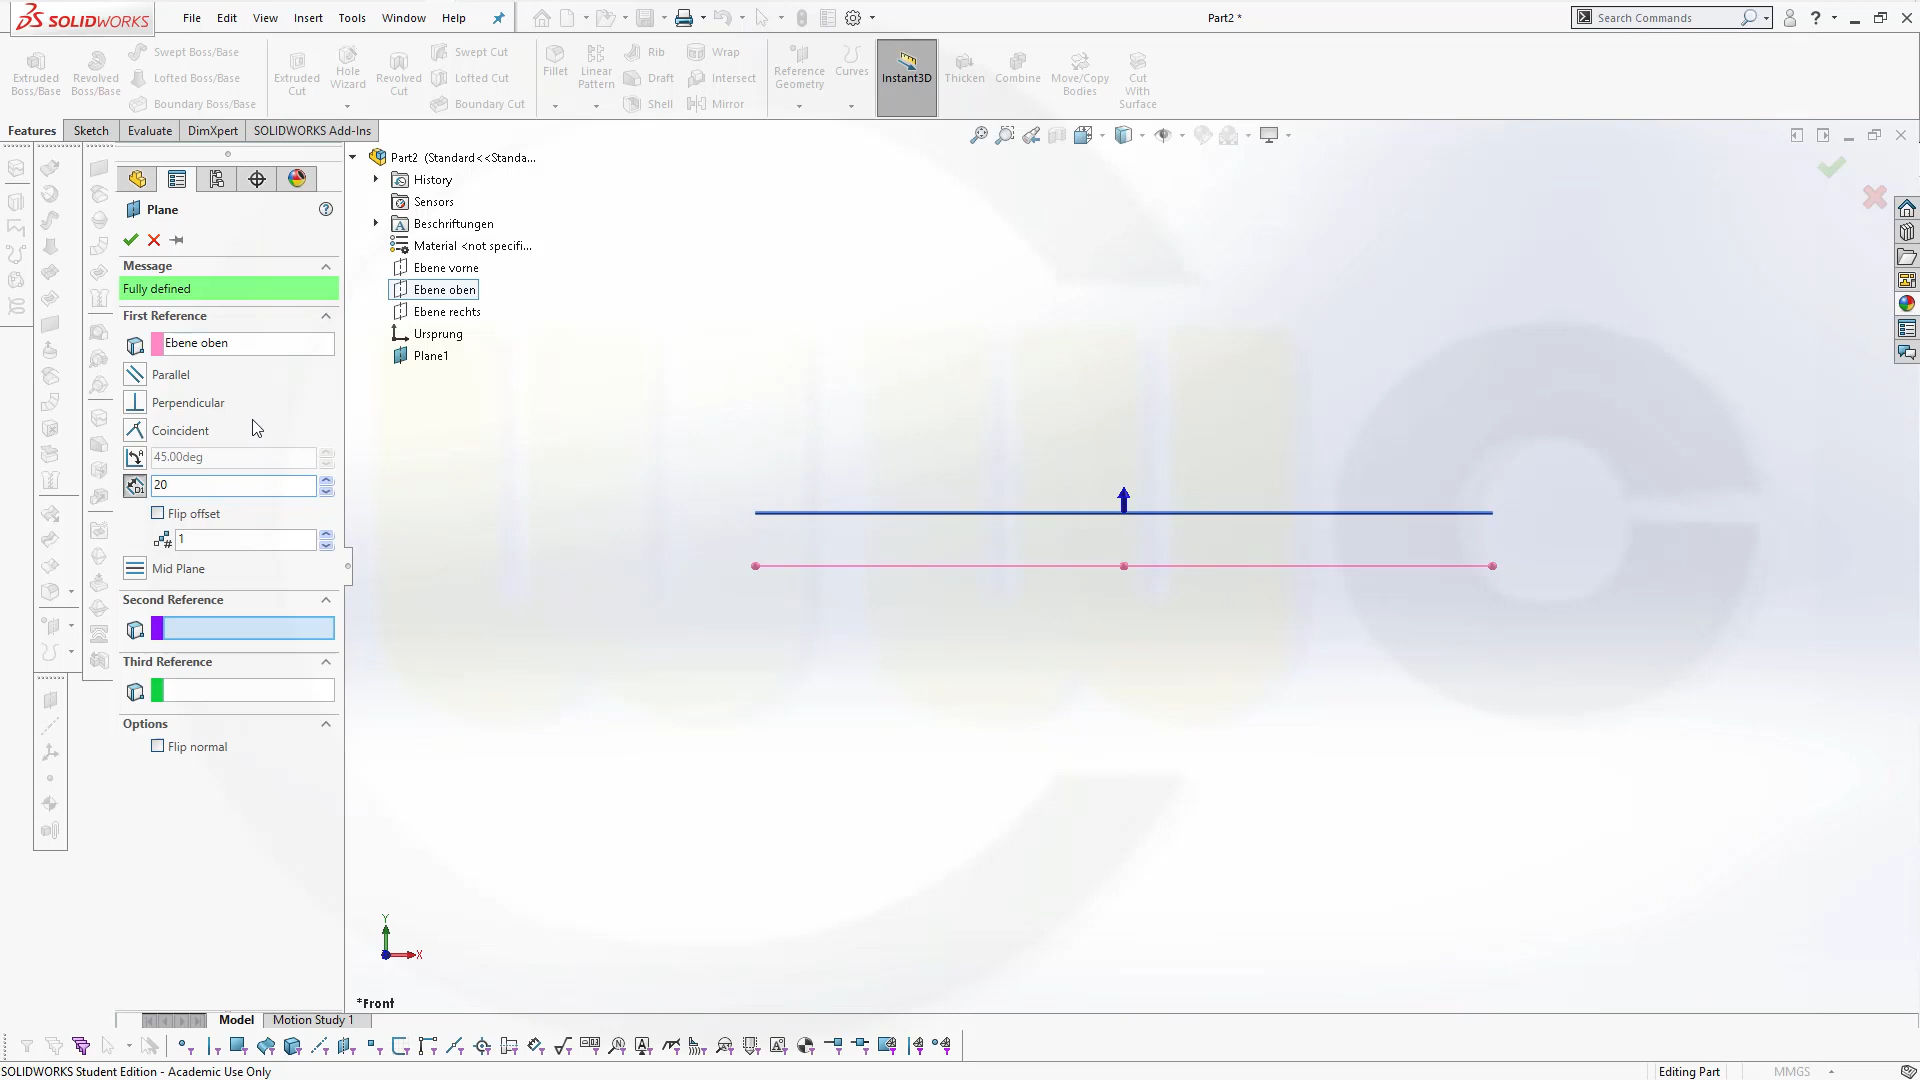 SOLIDWORKS File Edit View Insert Tools Window Help Part2 * Search Commands
Extruded Boss/Base
Revolved Boss/Base
Swept Boss/Base
Lofted Boss/Base
Boundary Boss/Base
Extruded Cut
Hole Wizard
Revolved Cut
Swept Cut
Lofted Cut
Boundary Cut
Fillet
Linear Pattern
Rib
Draft
Shell
Wrap
Intersect
Mirror
Reference Geometry
Curves
Instant3D
Thicken
Combine
Move/Copy Bodies
Cut With Surface
Features Sketch Evaluate DimXpert SOLIDWORKS Add-Ins
Part2 (Standard<<Standa...
History
Sensors
Beschriftungen
Material <not specifi...
Ebene vorne
Ebene oben
Ebene rechts
Ursprung
Plane1
Plane
Message
Fully defined
First Reference
Ebene oben
Parallel
Perpendicular
Coincident
45.00deg
20
Flip offset
1
Mid Plane
Second Reference
Third Reference
Options
Flip normal
Y
X
*Front
Model Motion Study 1
SOLIDWORKS Student Edition - Academic Use Only Editing Part MMGS